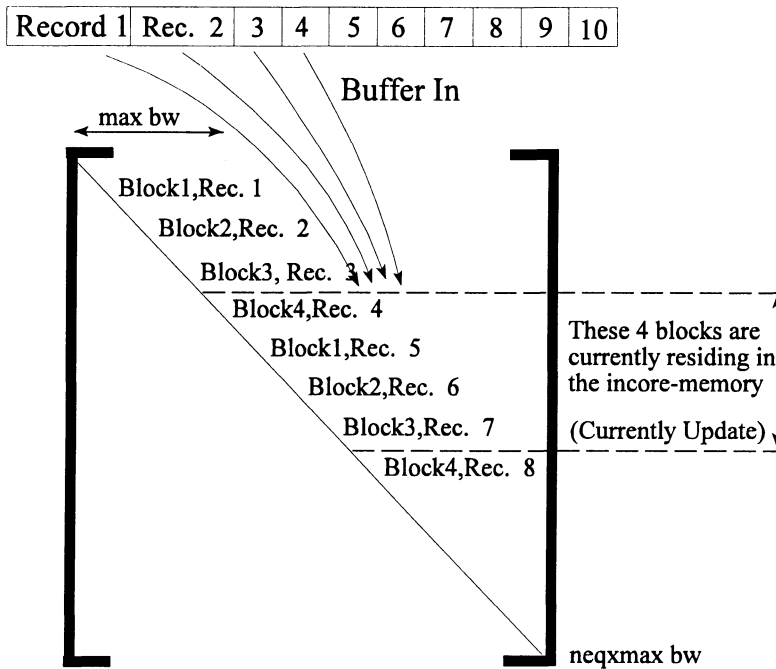 Record 1 Rec. 2 3 4 5 6 7 8 9 10
Buffer In
max bw
Block1,Rec. 1
Block2,Rec. 2
Block3, Rec. 3
Block4,Rec. 4
Block1,Rec. 5
Block2,Rec. 6
Block3,Rec. 7
Block4,Rec. 8
These 4 blocks are
currently residing in
the incore-memory
(Currently Update)
neqxmax bw